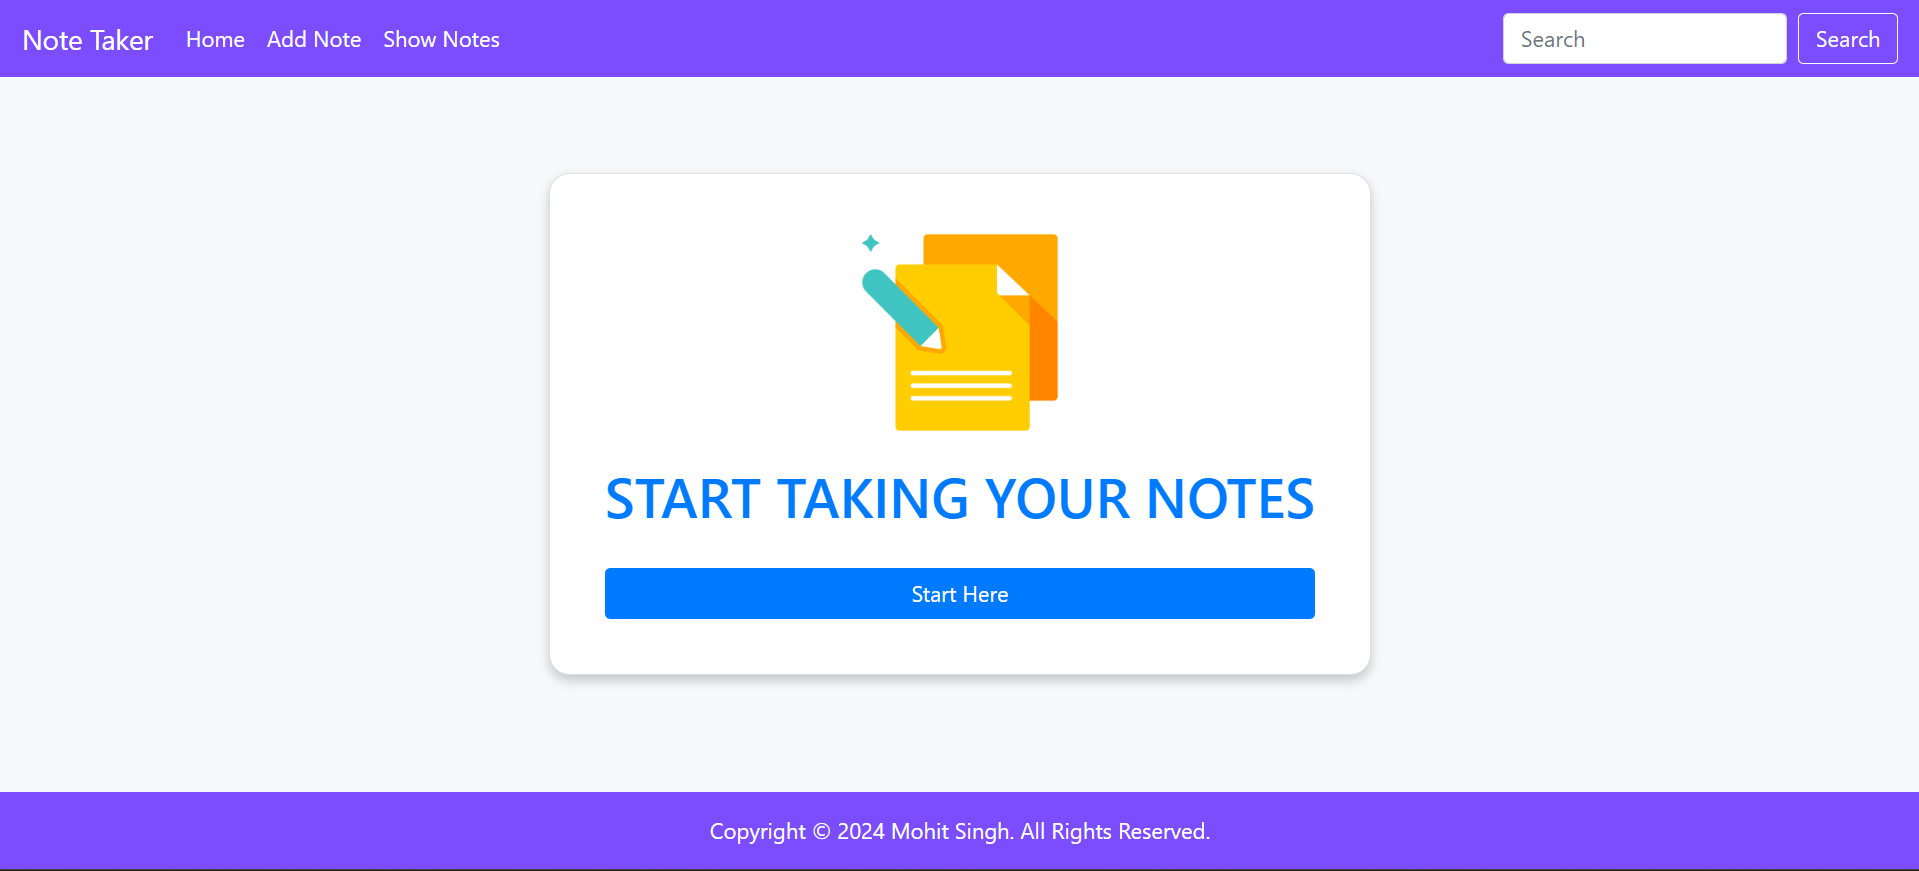 Note Taker Home Add Note Show Notes Search Search
START TAKING YOUR NOTES
Start Here
Copyright © 2024 Mohit Singh. All Rights Reserved.